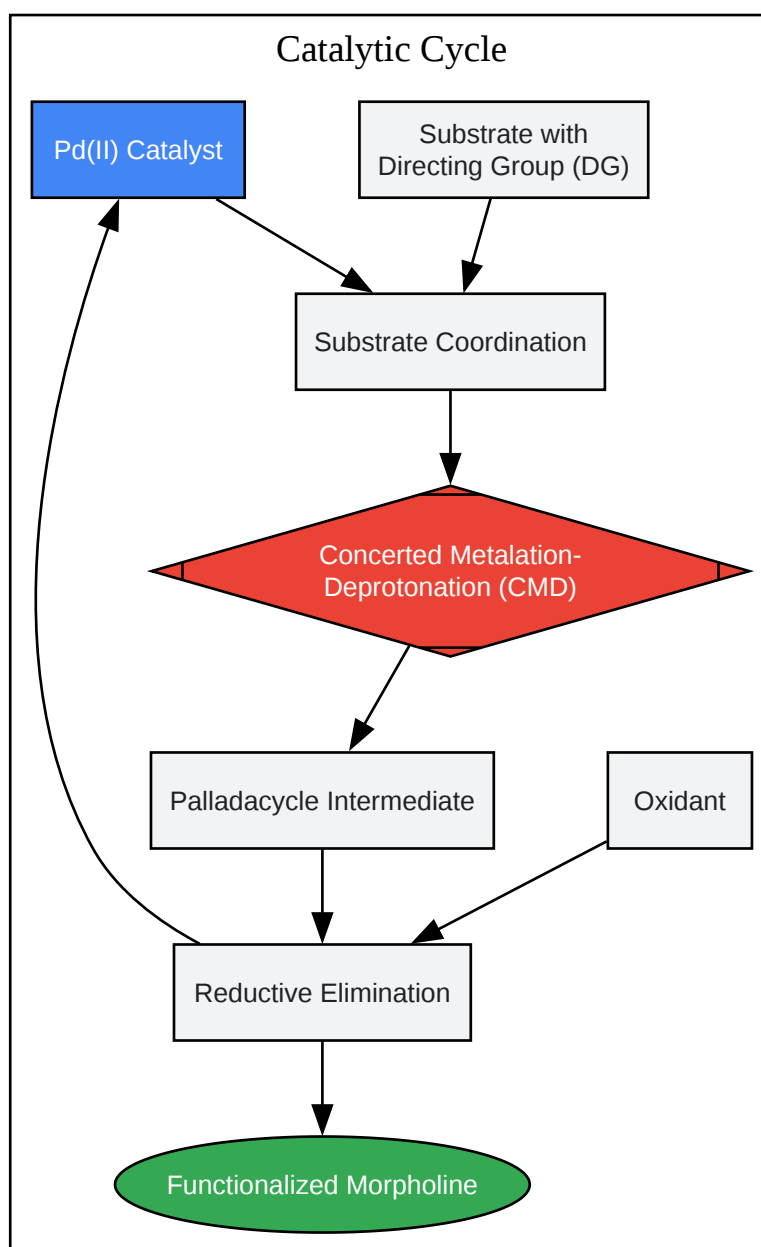 Catalytic Cycle
Pd(II) Catalyst
Substrate with
Directing Group (DG)
Substrate Coordination
Concerted Metalation-
Deprotonation (CMD)
Palladacycle Intermediate
Oxidant
Reductive Elimination
Functionalized Morpholine